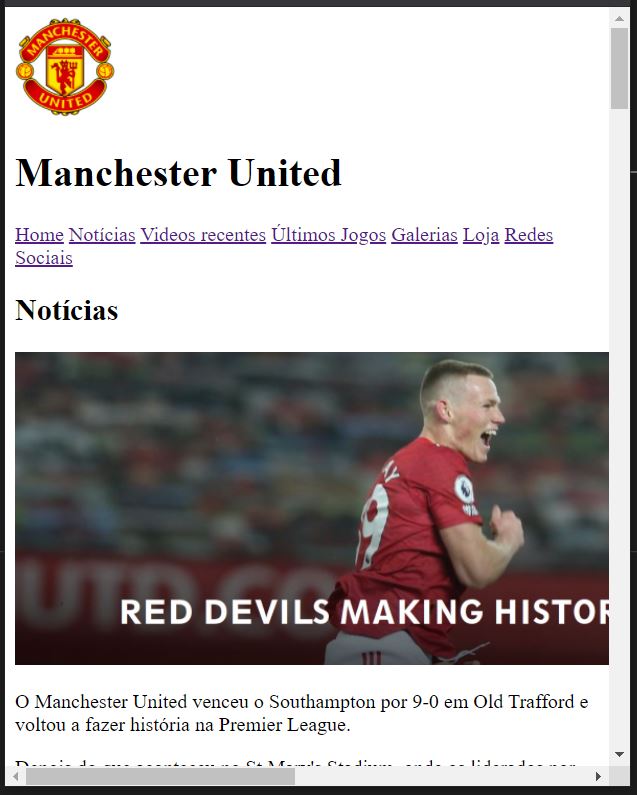 MANCHESTER
UNITED
Manchester United
Home Notícias Videos recentes Últimos Jogos Galerias Loja Redes
Sociais
Notícias
RED DEVILS MAKING HISTOR
O Manchester United venceu o Southampton por 9-0 em Old Trafford e
voltou a fazer história na Premier League.